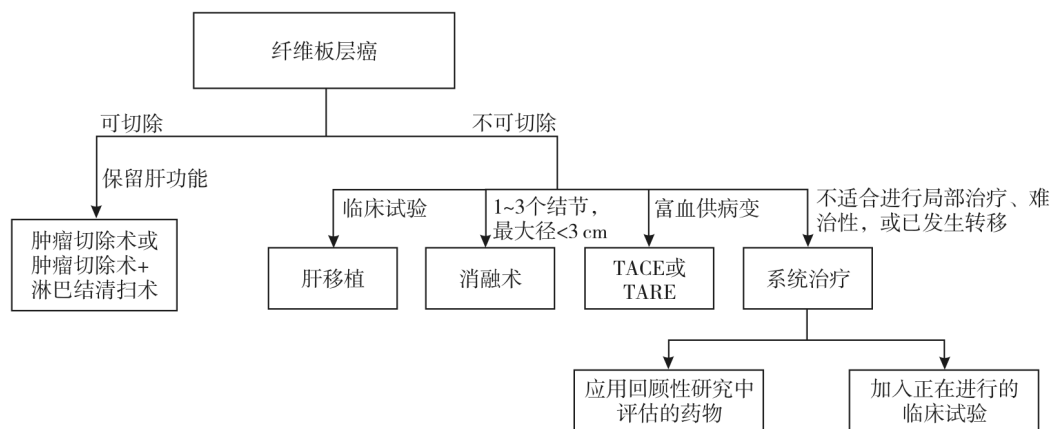 纤维板层癌
可切除
不可切除
保留肝功能
肿瘤切除术或
肿瘤切除术+
淋巴结清扫术
临床试验
肝移植
1~3个结节，
最大径<3 cm
消融术
富血供病变
TACE或
TARE
不适合进行局部治疗、难
治性，或已发生转移
系统治疗
应用回顾性研究中
评估的药物
加入正在进行的
临床试验